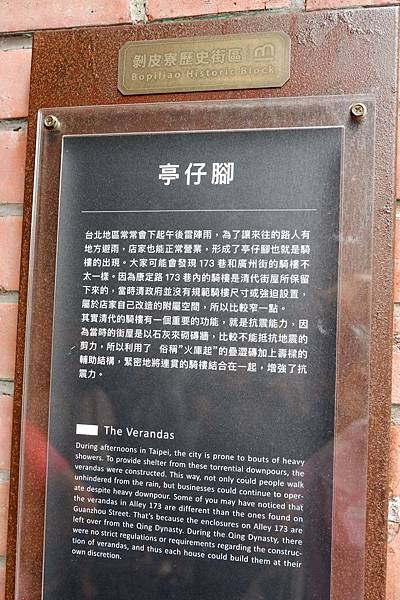 剝皮寮歷史街區
Bopiliao Historic Block
亭仔腳
台北地區常常會下起午後雷陣雨，為了讓來往的路人有
地方避雨，店家也能正常營業，形成了亭仔腳也就是騎
樓的出現。大家可能會發現 173 巷和廣州街的騎樓不
太一樣。因為康定路 173 巷內的騎樓是清代街屋所保留
下來的，當時清政府並沒有規範騎樓尺寸或強迫設置，
屬於店家自己改造的附屬空間，所以比較窄一點。
其實清代的騎樓有一個重要的功能，就是抗震能力，因
為當時的街屋是以石灰來砌磚牆，比較不能抵抗地震的
剪力，所以利用了 俗稱”火庫起”的疊澀磚加上壽樑的
輔助結構，緊密地將連貫的騎樓結合在一起，增強了抗
震力。
The Verandas
During afternoons in Taipei, the city is prone to bouts of heavy
showers. To provide shelter from these torrential downpours, the
verandas were constructed. This way, not only could people walk
unhindered from the rain, but businesses could continue to oper-
ate despite heavy downpour. Some of you may have noticed that
the verandas in Alley 173 are different than the ones found on
Guanzhou Street. That's because the enclosures on Alley 173 are
left over from the Qing Dynasty. During the Qing Dynasty, there
were no strict regulations or requirements regarding the construc-
tion of verandas, and thus each house could build them at their
own discretion.